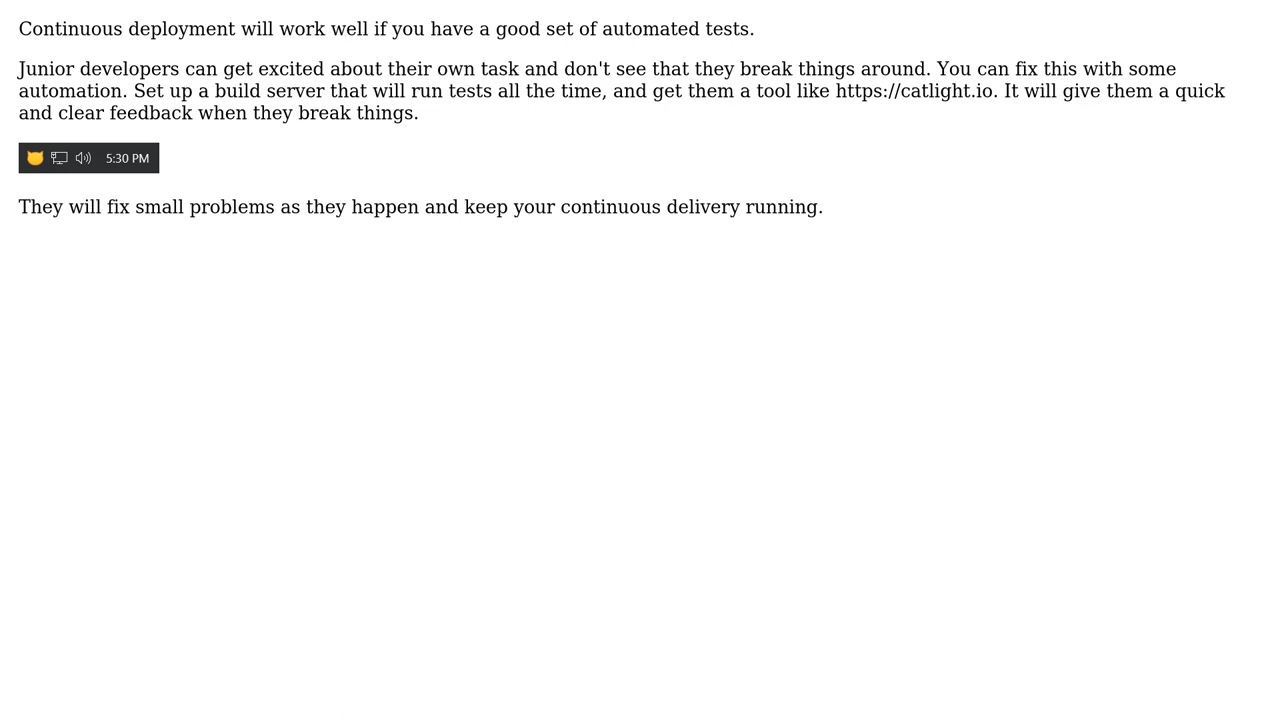 Continuous deployment will work well if you have a good set of automated tests.
Junior developers can get excited about their own task and don't see that they break things around. You can fix this with some
automation. Set up a build server that will run tests all the time, and get them a tool like https://catlight.io. It will give them a quick
and clear feedback when they break things.
5:30 PM
They will fix small problems as they happen and keep your continuous delivery running.